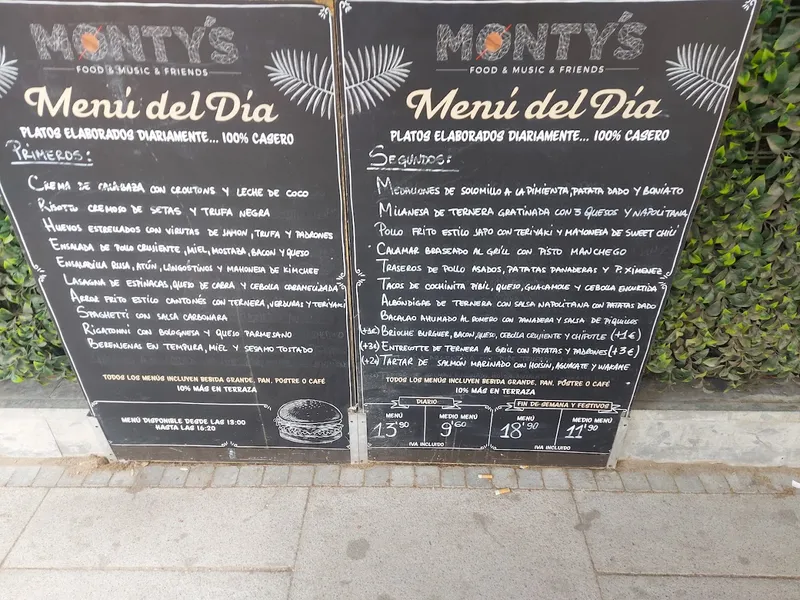 MONTY'S
FOOD & MUSIC & FRIENDS
Menú del Día
PLATOS ELABORADOS DIARIAMENTE... 100% CASERO
PRIMEROS:
CREMA DE CALABAZA CON CROUTONS Y LECHE DE COCO
RISOTTO CREMOSO DE SETAS Y TRUFA NEGRA
HUEVOS ESTRELLADOS CON VIRUTAS DE JAMON, TRUFA Y PADRONES
ENSALADA DE POLLO CRUJIENTE, MIEL, MOSTAZA, BACON Y QUESO
ENSALADILLA RUSA, ATÚN, LANGOSTINOS Y MAHONESA DE KIMCHEE
LASAGNA DE ESPINACAS, QUESO DE CABRA Y CEBOLLA CARAMELIZADA
ARROZ FRITO ESTILO CANTONÉS CON TERNERA, VERDURAS Y TERIYAKI
SPAGHETTI CON SALSA CARBONARA
RIGATONNI CON BOLOGNESA Y QUESO PARMESANO
BERENJENAS EN TEMPURA, MIEL Y SESAMO TOSTADO
TODOS LOS MENÚS INCLUYEN BEBIDA GRANDE, PAN, POSTRE O CAFÉ
10% MÁS EN TERRAZA
MENÚ DISPONIBLE DESDE LAS 13:00
HASTA LAS 16:20
MONTY'S
FOOD & MUSIC & FRIENDS
Menú del Día
PLATOS ELABORADOS DIARIAMENTE... 100% CASERO
SEGUNDOS:
MEDALLONES DE SOLOMILLO A LA PIMIENTA, PATATA DADO Y BONIATO
MILANESA DE TERNERA GRATINADA CON 3 QUESOS Y NAPOLITANA
POLLO FRITO ESTILO JAPO CON TERIYAKI Y MAYONESA DE SWEET CHILI
CALAMAR BRASEADO AL GRILL CON PISTO MANCHEGO
TRASEROS DE POLLO ASADOS, PATATAS PANADERAS Y P. XIMENEZ
TACOS DE COCHINITA PIBIL, QUESO, GUACAMOLE Y CEBOLLA ENCURTIDA
ALBÓNDIGAS DE TERNERA CON SALSA NAPOLITANA CON PATATAS DADO
BACALAO AHUMADO AL ROMERO CON PANADERA Y SALSA DE PIQUILLOS
BRIOCHE BURGUER, BACON, QUESO, CEBOLLA CRUJIENTE Y CHIPOTLE (+1€)
(+3€) ENTRECOTTE DE TERNERA AL GRILL CON PATATAS Y PADRONES (+3€)
(+2€) TARTAR DE SALMÓN MARINADO CON HOISIN, AGUACATE Y WAKAME
TODOS LOS MENÚS INCLUYEN BEBIDA GRANDE, PAN, PÓSTRE O CAFÉ
10% MÁS EN TERRAZA
DIARIO
MENÚ MEDIO MENÚ
13'90 9'60
IVA INCLUIDO
FIN DE SEMANA Y FESTIVOS
MENÚ MEDIO MENÚ
18'90 11'90
IVA INCLUIDO